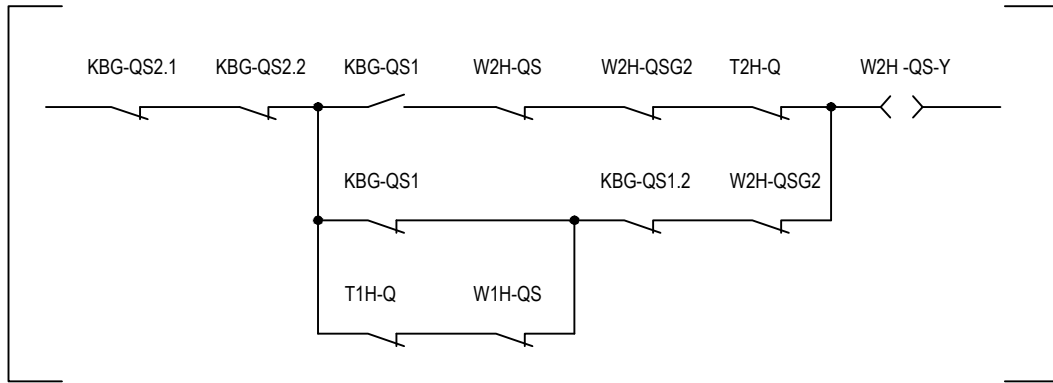 KBG-QS2.1 KBG-QS2.2 KBG-QS1 W2H-QS W2H-QSG2 T2H-Q W2H -QS-Y
KBG-QS1 KBG-QS1.2 W2H-QSG2
T1H-Q W1H-QS